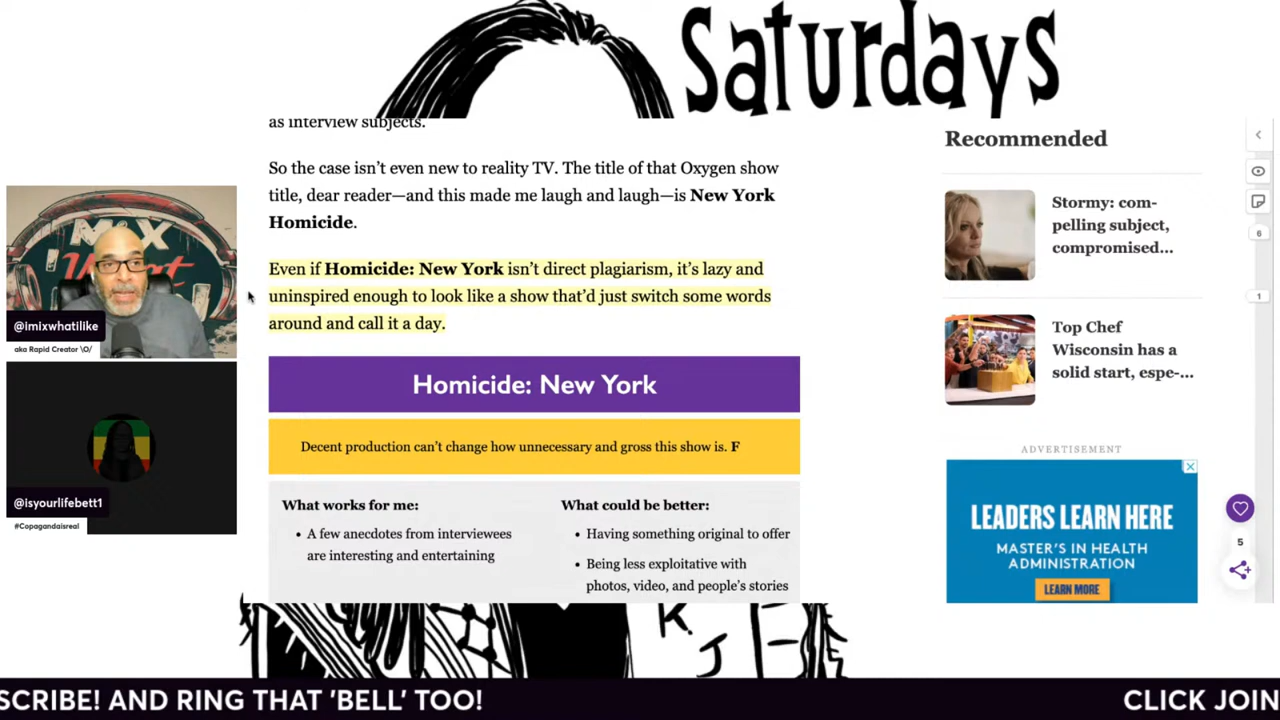 Saturdays
as interview subjects.
So the case isn’t even new to reality TV. The title of that Oxygen show
title, dear reader—and this made me laugh and laugh—is New York
Homicide.
Even if Homicide: New York isn’t direct plagiarism, it’s lazy and
uninspired enough to look like a show that’d just switch some words
around and call it a day.
Homicide: New York
Decent production can’t change how unnecessary and gross this show is. F
What works for me:
• A few anecdotes from interviewees
are interesting and entertaining
What could be better:
• Having something original to offer
• Being less exploitative with
photos, video, and people’s stories
Recommended
Stormy: com-
pelling subject,
compromised...
Top Chef
Wisconsin has a
solid start, espe-...
ADVERTISEMENT
LEADERS LEARN HERE
MASTER'S IN HEALTH
ADMINISTRATION
LEARN MORE
6
1
5
@imixwhatilike
aka Rapid Creator \O/
@isyourlifebett1
#Copagandaisreal
K.
J
E
SCRIBE! AND RING THAT 'BELL' TOO!
CLICK JOIN